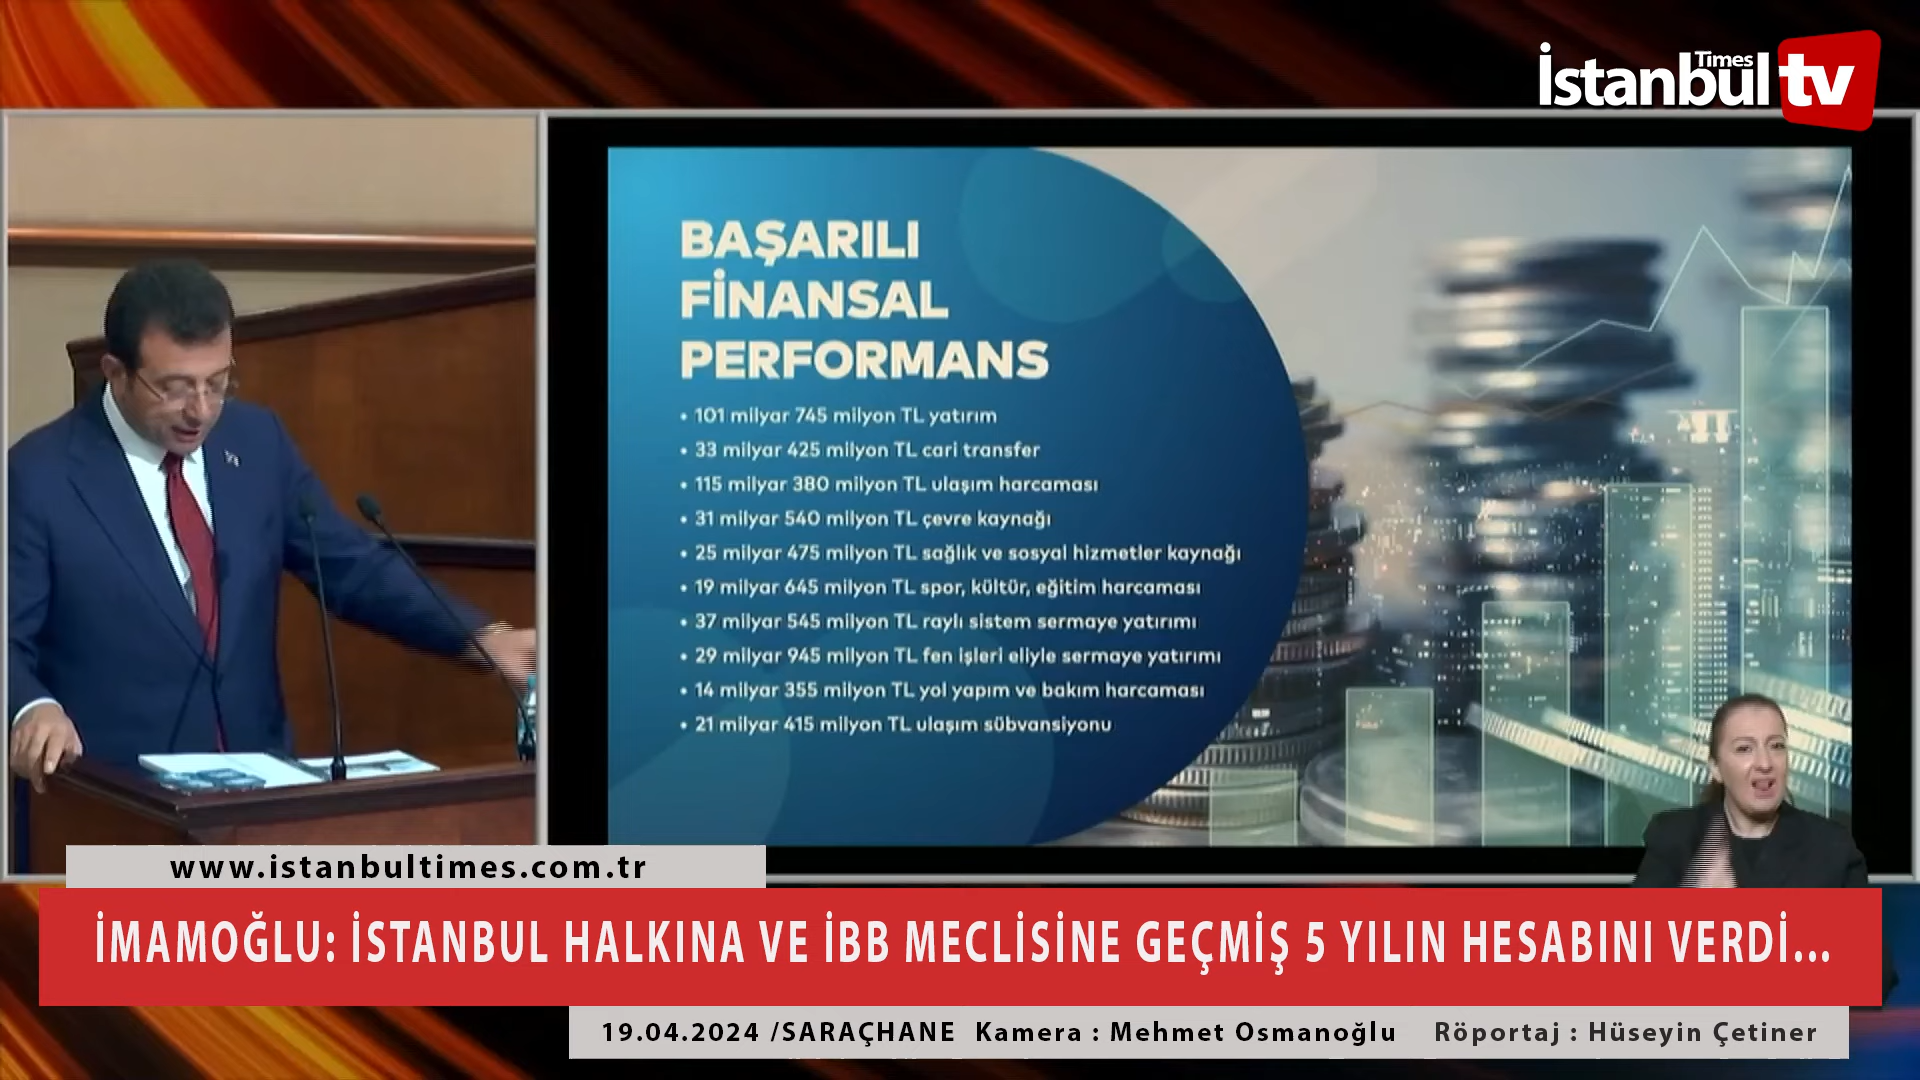 İstanbul Times tv
BAŞARILI
FİNANSAL
PERFORMANS
• 101 milyar 745 milyon TL yatırım
• 33 milyar 425 milyon TL cari transfer
• 115 milyar 380 milyon TL ulaşım harcaması
• 31 milyar 540 milyon TL çevre kaynağı
• 25 milyar 475 milyon TL sağlık ve sosyal hizmetler kaynağı
• 19 milyar 645 milyon TL spor, kültür, eğitim harcaması
• 37 milyar 545 milyon TL raylı sistem sermaye yatırımı
• 29 milyar 945 milyon TL fen işleri eliyle sermaye yatırımı
• 14 milyar 355 milyon TL yol yapım ve bakım harcaması
• 21 milyar 415 milyon TL ulaşım sübvansiyonu
www.istanbultimes.com.tr
İMAMOĞLU: İSTANBUL HALKINA VE İBB MECLİSİNE GEÇMİŞ 5 YILIN HESABINI VERDİ...
19.04.2024 /SARAÇHANE Kamera : Mehmet Osmanoğlu Röportaj : Hüseyin Çetiner